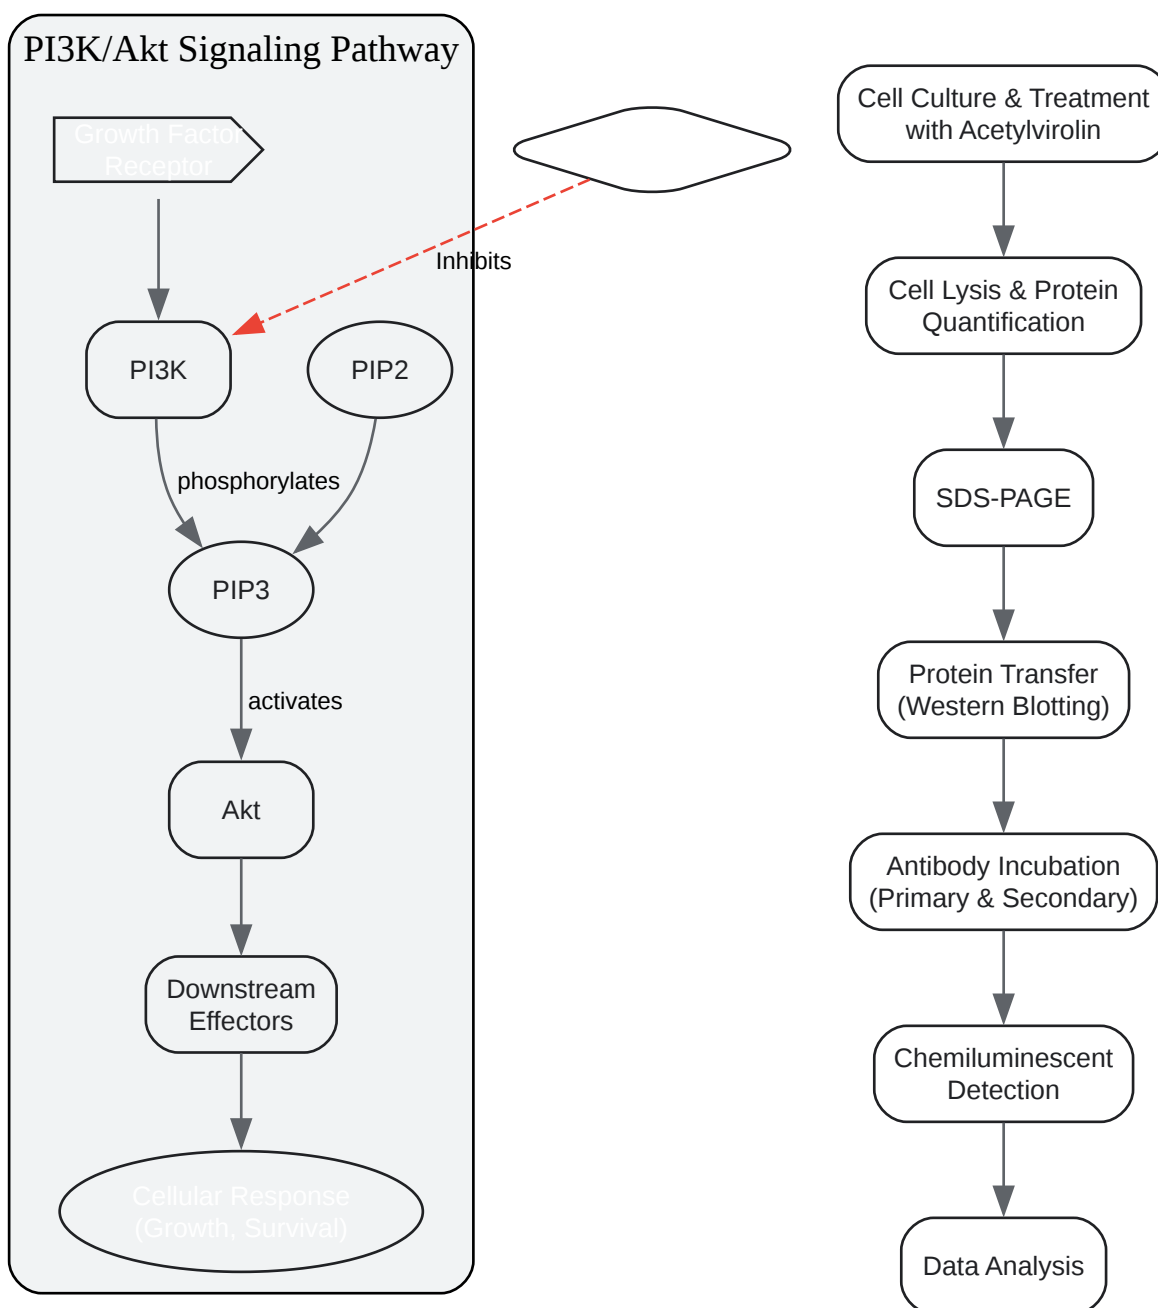 PI3K/Akt Signaling Pathway
Growth Factor
Receptor
Inhibits
PI3K
PIP2
phosphorylates
PIP3
activates
Akt
Downstream
Effectors
Cellular Response
(Growth, Survival)
Cell Culture & Treatment
with Acetylvirolin
Cell Lysis & Protein
Quantification
SDS-PAGE
Protein Transfer
(Western Blotting)
Antibody Incubation
(Primary & Secondary)
Chemiluminescent
Detection
Data Analysis